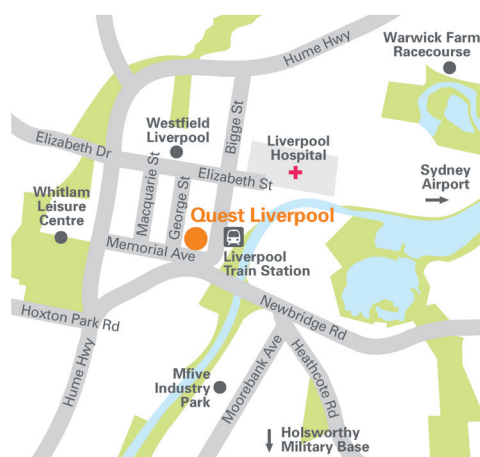 Hume Hwy
Warwick Farm
Racecourse
Bigge St
Westfield
Liverpool
Elizabeth Dr
Liverpool
Hospital
Macquarie St
Elizabeth St
Sydney
Airport
George St
Whitlam
Leisure
Centre
Quest Liverpool
Memorial Ave
Liverpool
Train Station
Newbridge Rd
Hoxton Park Rd
Hume Hwy
Mfive
Industry
Park
Moorebank Ave
Heathcote Rd
Holsworthy
Military Base